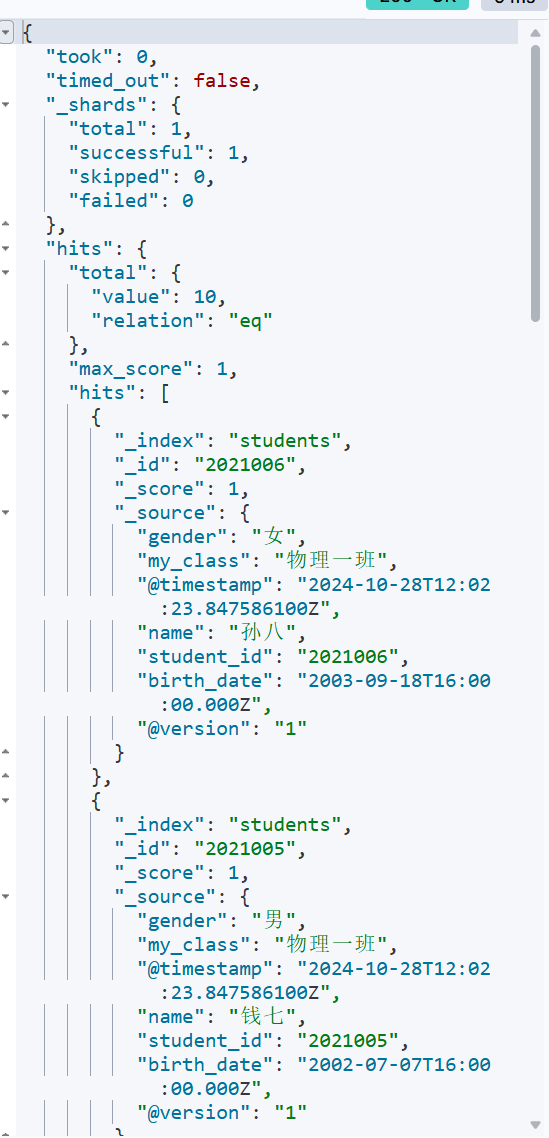 {
"took": 0,
"timed_out": false,
"_shards": {
"total": 1,
"successful": 1,
"skipped": 0,
"failed": 0
},
"hits": {
"total": {
"value": 10,
"relation": "eq"
},
"max_score": 1,
"hits": [
{
"_index": "students",
"_id": "2021006",
"_score": 1,
"_source": {
"gender": "女",
"my_class": "物理一班",
"@timestamp": "2024-10-28T12:02
:23.847586100Z",
"name": "孙八",
"student_id": "2021006",
"birth_date": "2003-09-18T16:00
:00.000Z",
"@version": "1"
}
},
{
"_index": "students",
"_id": "2021005",
"_score": 1,
"_source": {
"gender": "男",
"my_class": "物理一班",
"@timestamp": "2024-10-28T12:02
:23.847586100Z",
"name": "钱七",
"student_id": "2021005",
"birth_date": "2002-07-07T16:00
:00.000Z",
"@version": "1"